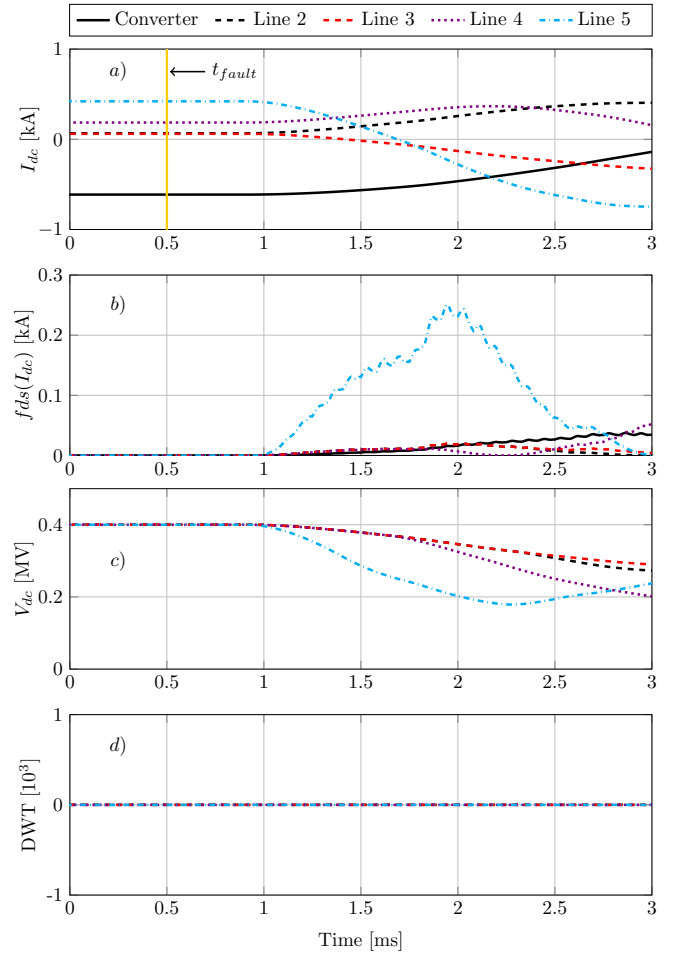 Converter Line 2 Line 3 Line 4 Line 5
1
0
−1
I_dc [kA]
a)
t_fault
0 0.5 1 1.5 2 2.5 3
0.3
0.2
0.1
0
fds(I_dc) [kA]
b)
0 0.5 1 1.5 2 2.5 3
0.4
0.2
0
V_dc [MV]
c)
0 0.5 1 1.5 2 2.5 3
1
0
-1
DWT [10^3]
d)
0 0.5 1 1.5 2 2.5 3
Time [ms]